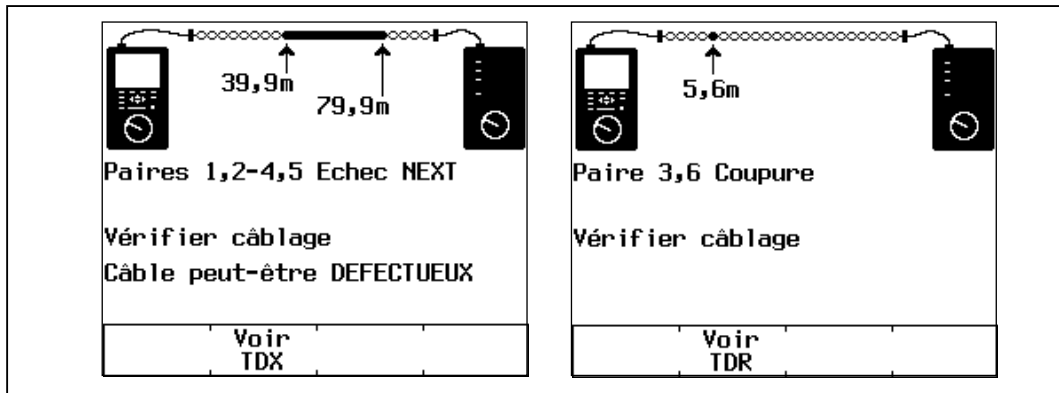 39,9m
79,9m
Paires 1,2-4,5 Echec NEXT
Vérifier câblage
Câble peut-être DEFECTUEUX
Voir
TDX
5,6m
Paire 3,6 Coupure
Vérifier câblage
Voir
TDR